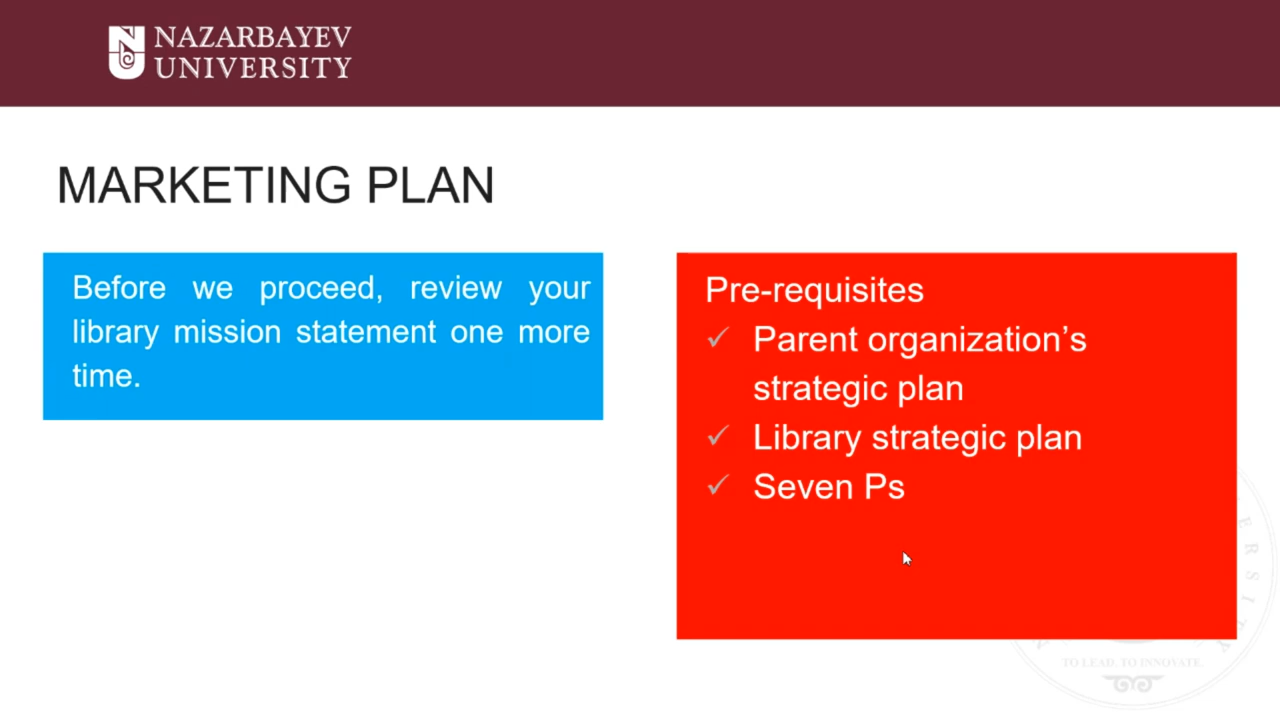 NAZARBAYEV
UNIVERSITY
MARKETING PLAN
Before we proceed, review your
library mission statement one more
time.
Pre-requisites
✓ Parent organization's
strategic plan
✓ Library strategic plan
✓ Seven Ps
TO LEAD. TO INNOVATE.